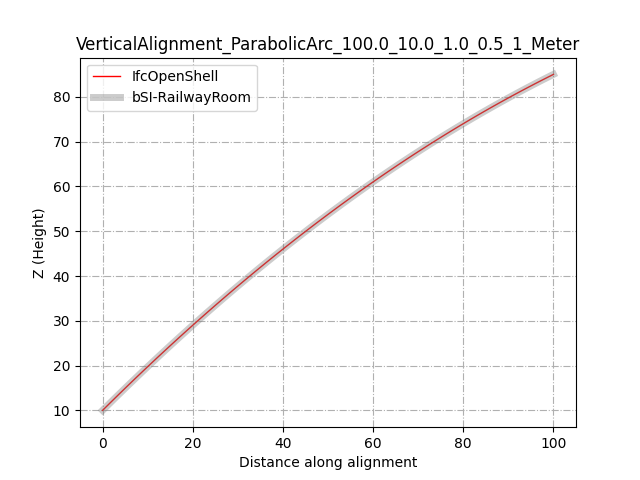 VerticalAlignment_ParabolicArc_100.0_10.0_1.0_0.5_1_Meter
IfcOpenShell
bSI-RailwayRoom
Z (Height)
80
70
60
50
40
30
20
10
0 20 40 60 80 100
Distance along alignment